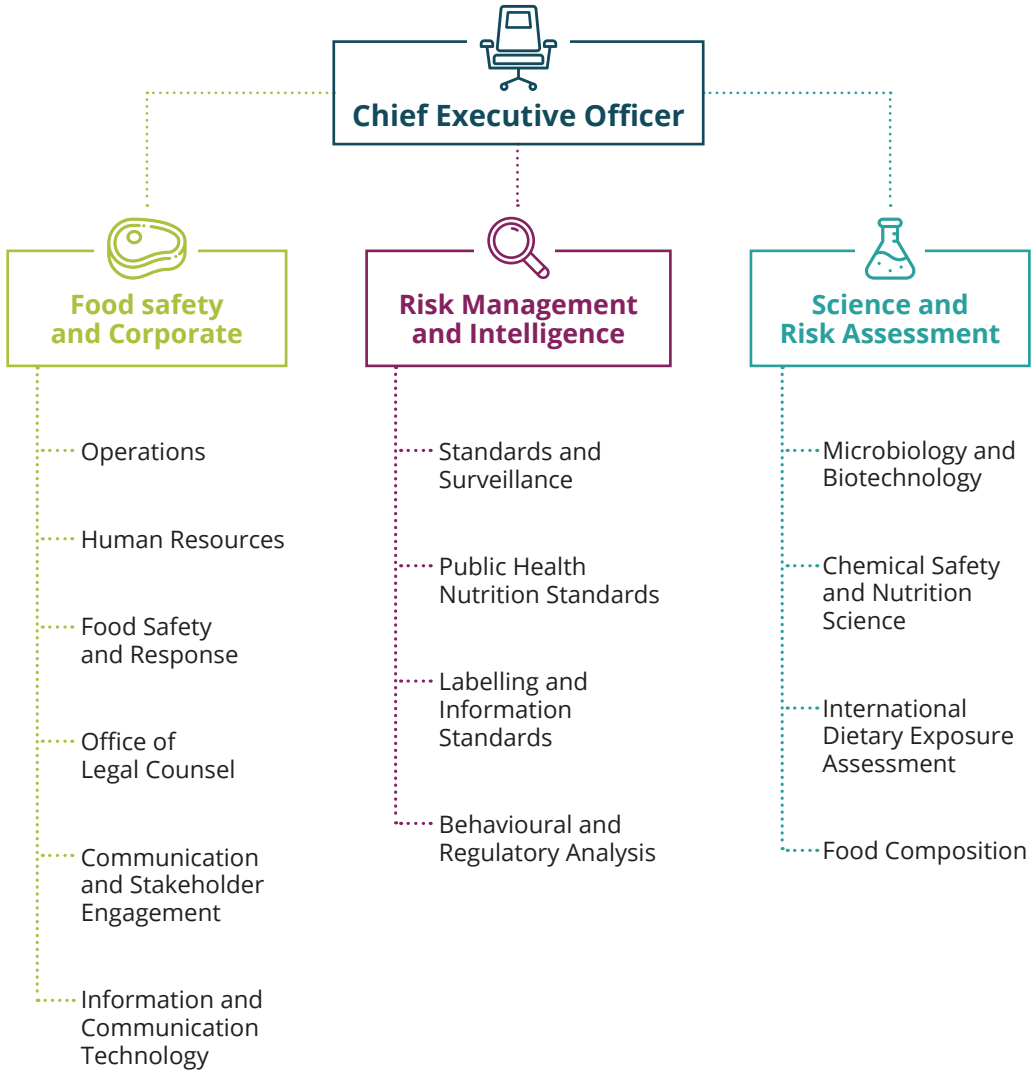 Chief Executive Officer
Food safety
and Corporate
Operations
Human Resources
Food Safety
and Response
Office of
Legal Counsel
Communication
and Stakeholder
Engagement
Information and
Communication
Technology
Risk Management
and Intelligence
Standards and
Surveillance
Public Health
Nutrition Standards
Labelling and
Information
Standards
Behavioural and
Regulatory Analysis
Science and
Risk Assessment
Microbiology and
Biotechnology
Chemical Safety
and Nutrition
Science
International
Dietary Exposure
Assessment
Food Composition